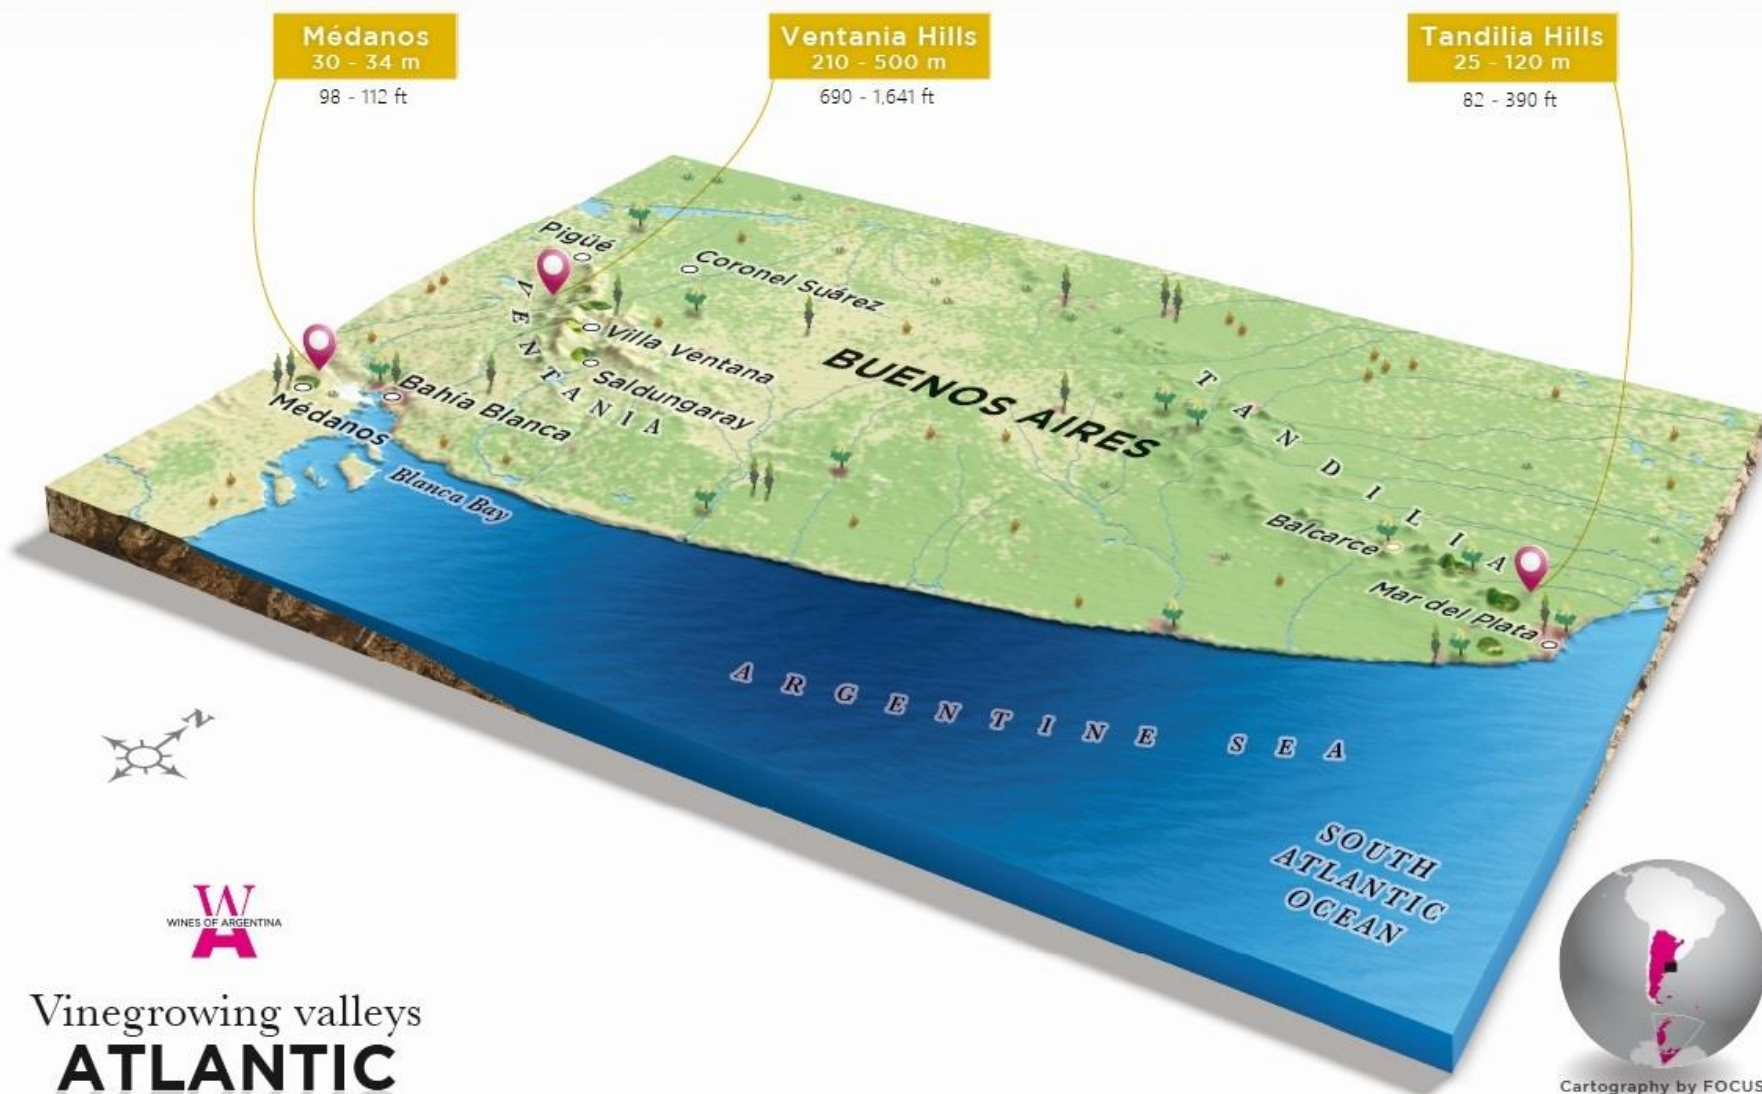 Médanos
30 - 34 m
98 - 112 ft
Ventania Hills
210 - 500 m
690 - 1,641 ft
Tandilia Hills
25 - 120 m
82 - 390 ft
Pigüé
Coronel Suárez
VENTANIA
Villa Ventana
Saldungaray
Médanos
Bahía Blanca
Blanca Bay
BUENOS AIRES
TANDILIA
Balcarce
Mar del Plata
ARGENTINE SEA
SOUTH
ATLANTIC
OCEAN
N
WA
WINES OF ARGENTINA
Vinegrowing valleys
ATLANTIC
Cartography by FOCUS